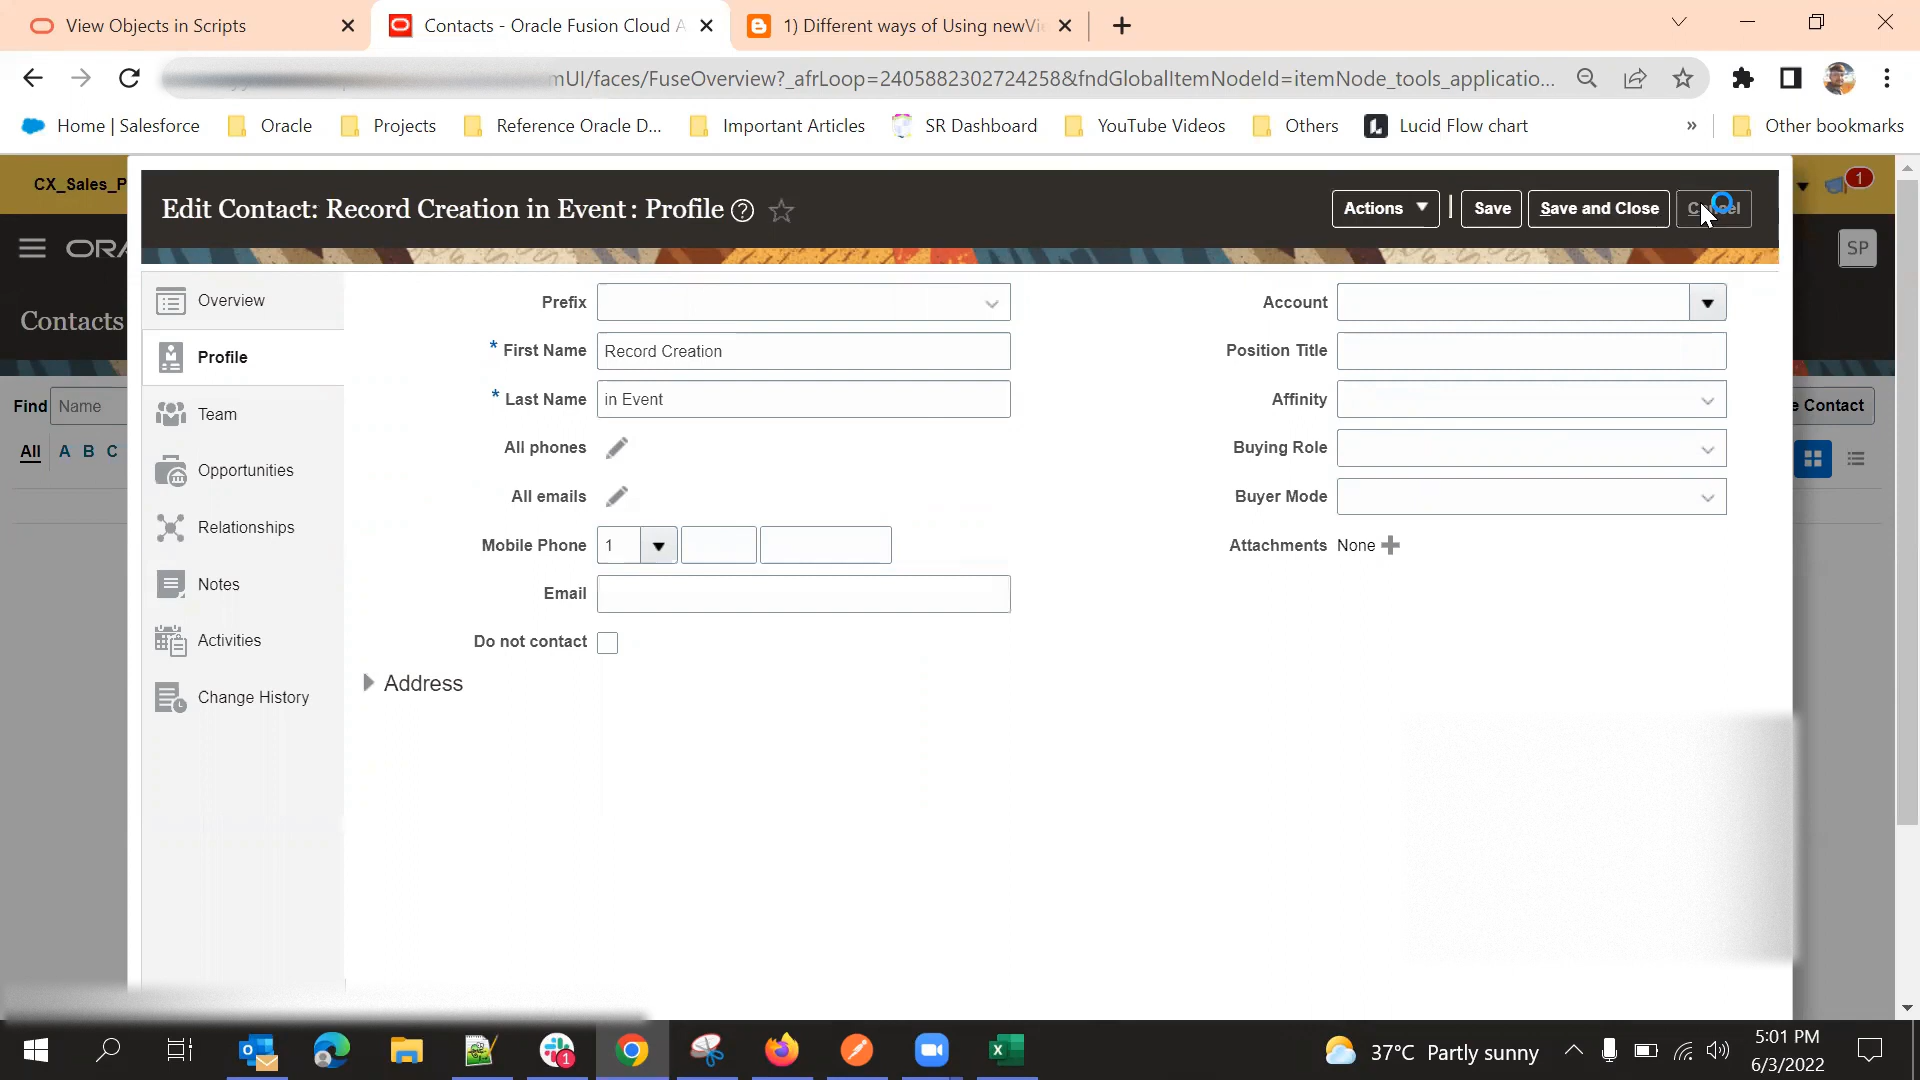 View Objects in Scripts
Contacts - Oracle Fusion Cloud A
1) Different ways of Using newVi
mUI/faces/FuseOverview?_afrLoop=2405882302724258&fndGlobalItemNodeId=itemNode_tools_applicatio...
Home | Salesforce
Oracle
Projects
Reference Oracle D...
Important Articles
SR Dashboard
YouTube Videos
Others
Lucid Flow chart
»
Other bookmarks
CX_Sales_P
1
Edit Contact: Record Creation in Event : Profile
Actions
Save
Save and Close
ORA
SP
Contacts
Find
Name
All A B C
e Contact
Overview
Profile
Team
Opportunities
Relationships
Notes
Activities
Change History
Prefix
* First Name
Record Creation
* Last Name
in Event
All phones
All emails
Mobile Phone
1
Email
Do not contact
Address
Account
Position Title
Affinity
Buying Role
Buyer Mode
Attachments
None
1
37°C Partly sunny
5:01 PM
6/3/2022